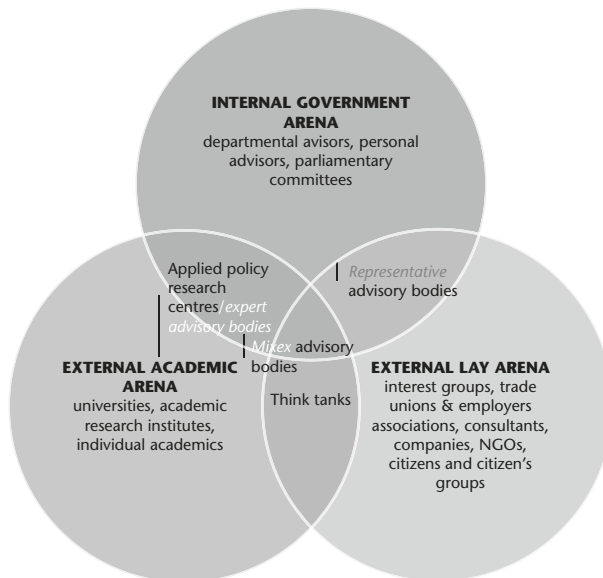 INTERNAL GOVERNMENT
ARENA
departmental avisors, personal
advisors, parliamentary
committees
Applied policy
research
centres/expert
advisory bodies
Representative
advisory bodies
Mixex advisory
bodies
EXTERNAL ACADEMIC
ARENA
universities, academic
research institutes,
individual academics
Think tanks
EXTERNAL LAY ARENA
interest groups, trade
unions & employers
associations, consultants,
companies, NGOs,
citizens and citizen's
groups